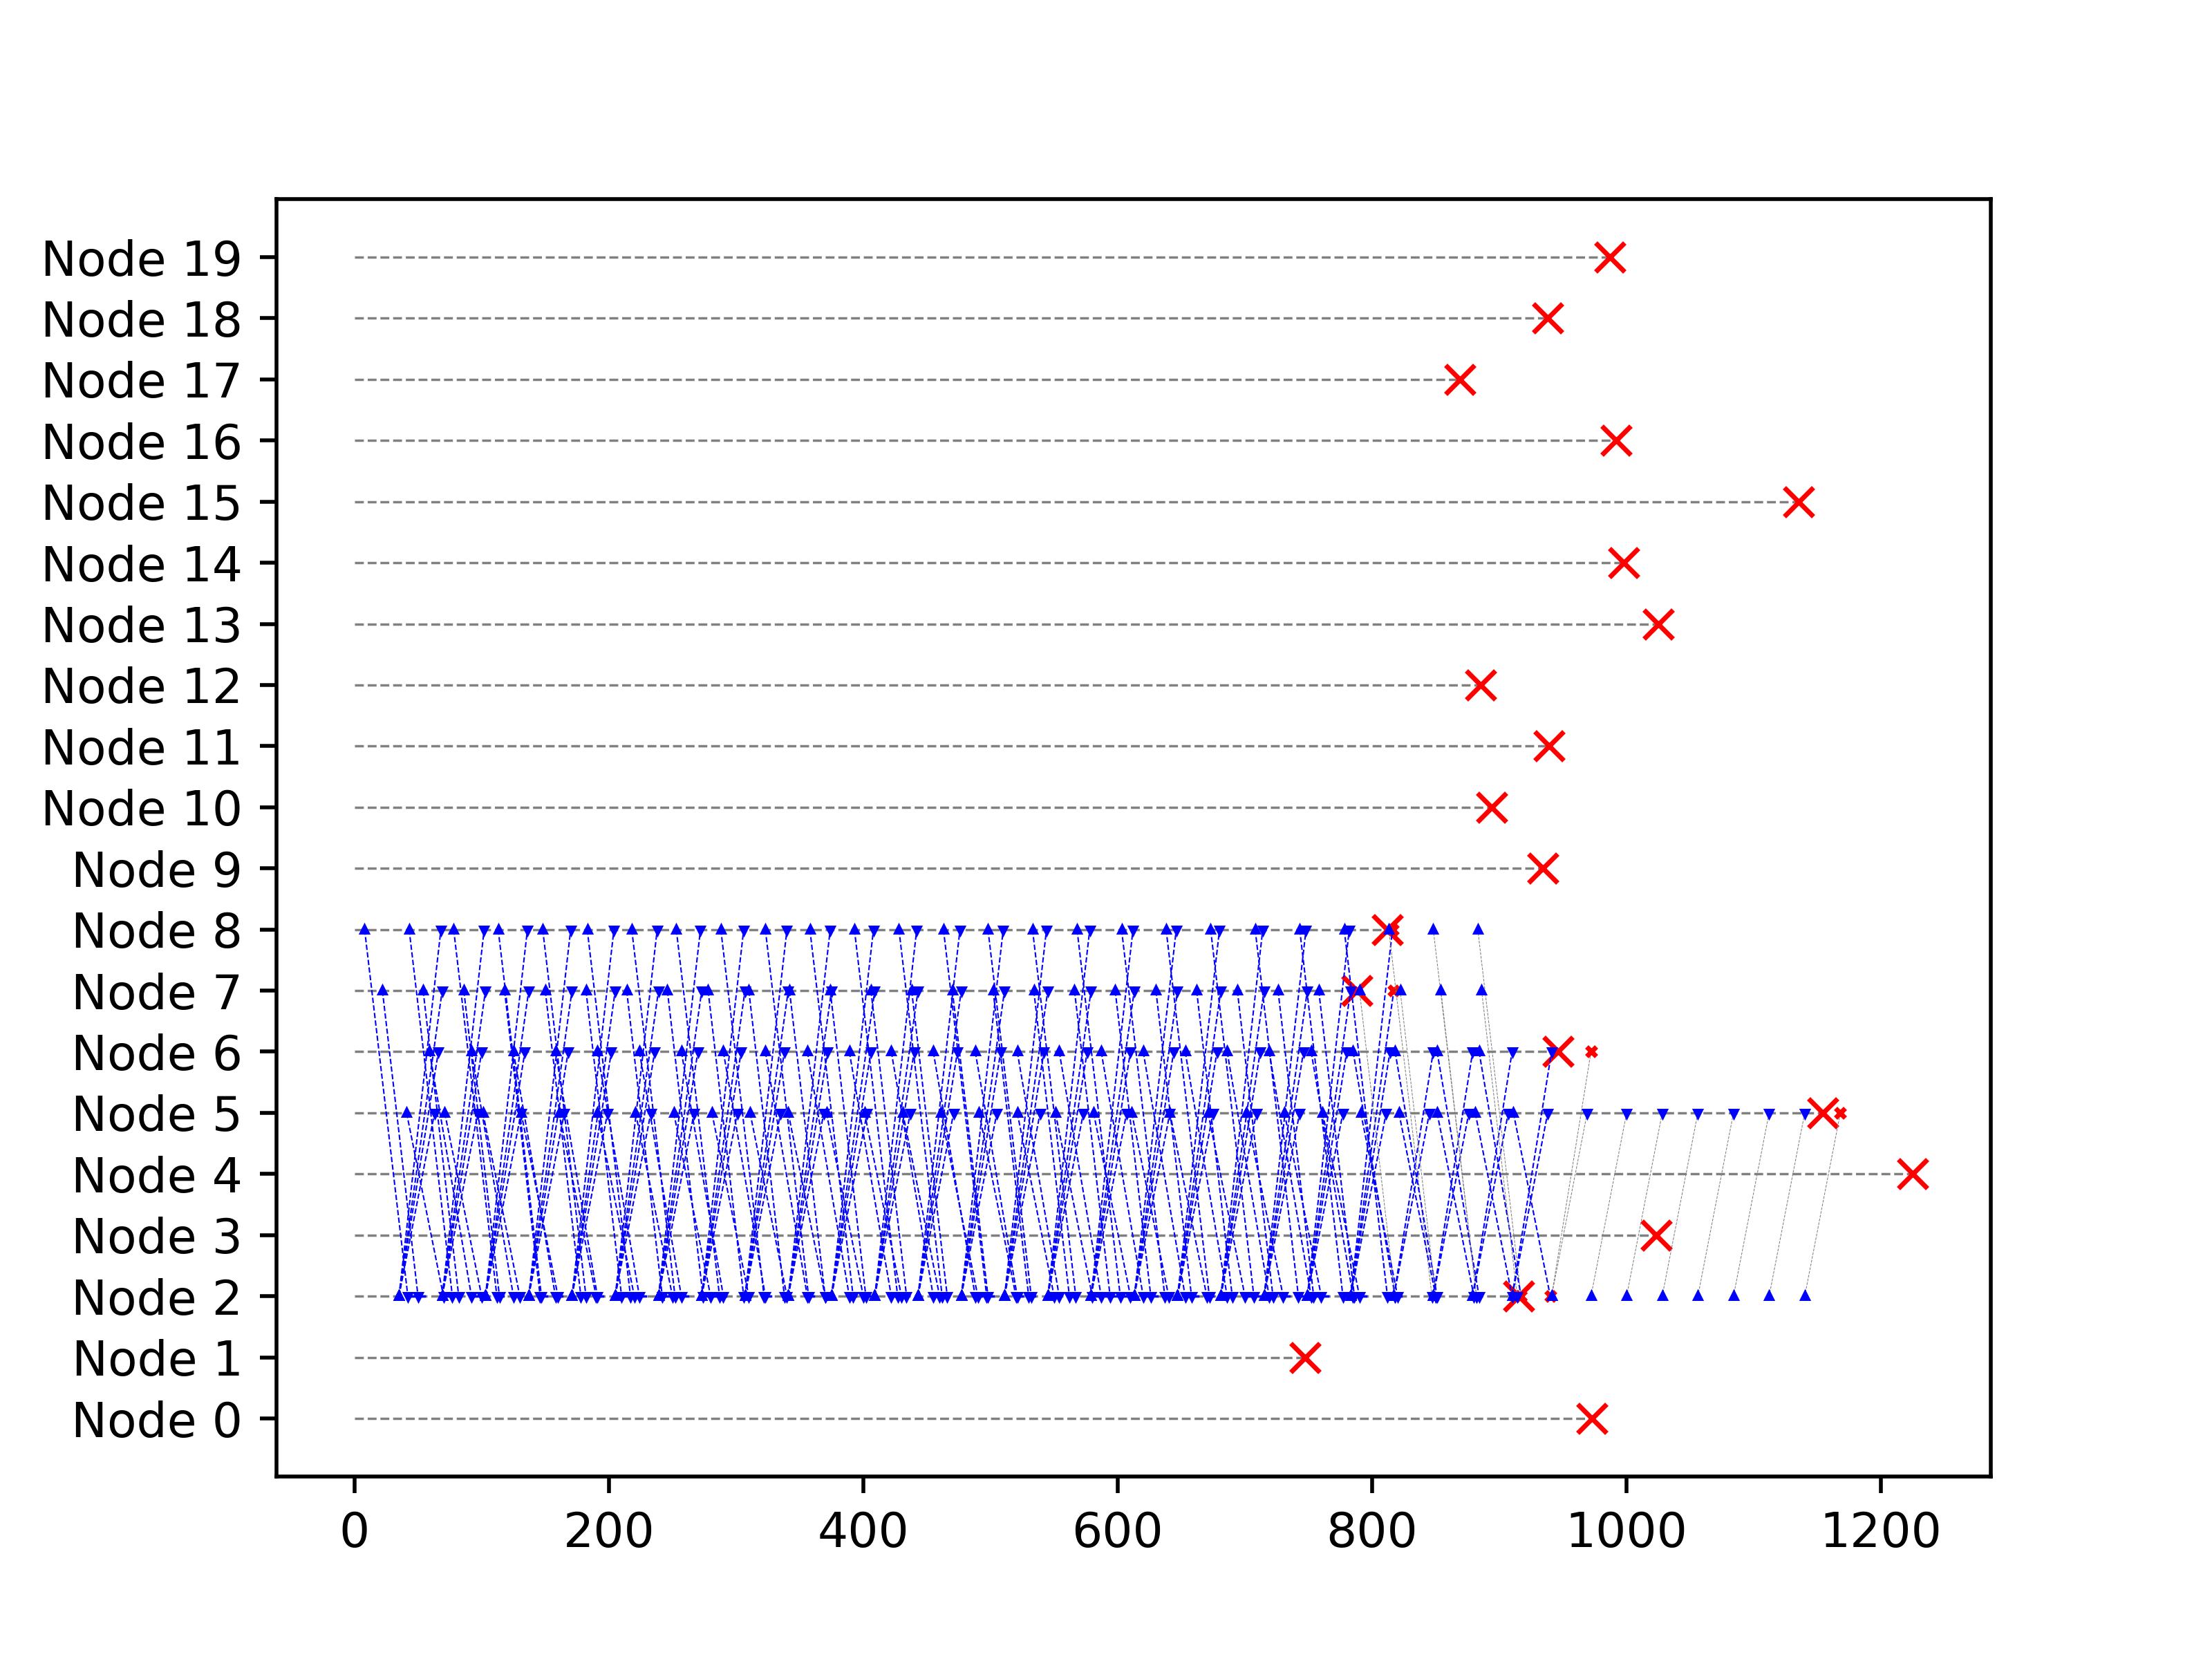 Node 19
Node 18
Node 17
Node 16
Node 15
Node 14
Node 13
Node 12
Node 11
Node 10
Node 9
Node 8
Node 7
Node 6
Node 5
Node 4
Node 3
Node 2
Node 1
Node 0
0 200 400 600 800 1000 1200